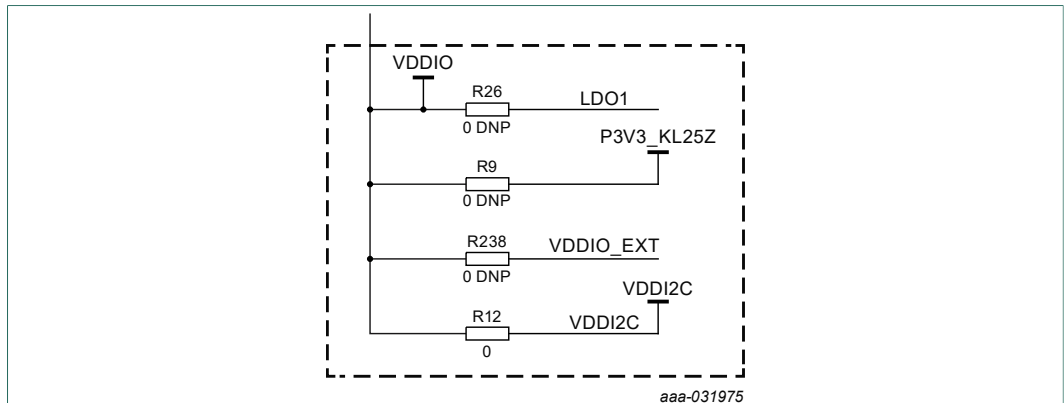 VDDIO
R26
LDO1
0 DNP
P3V3_KL25Z
R9
0 DNP
R238
VDDIO_EXT
0 DNP
VDDI2C
R12
VDDI2C
0
aaa-031975